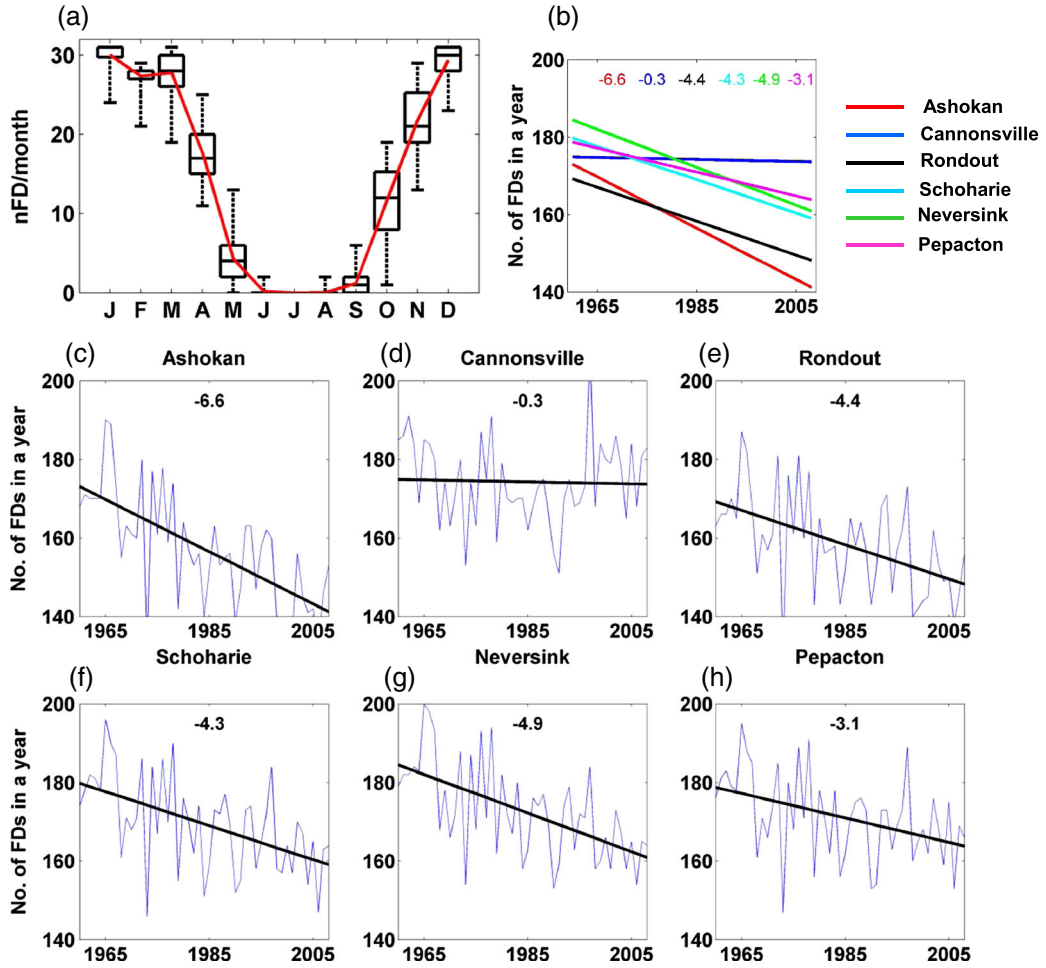 (a)
nFD/month
30
20
10
0
J F M A M J J A S O N D
(b)
No. of FDs in a year
200
180
160
140
-6.6 -0.3 -4.4 -4.3 -4.9 -3.1
1965 1985 2005
Ashokan
Cannonsville
Rondout
Schoharie
Neversink
Pepacton
(c) Ashokan
No. of FDs in a year
200
180
160
140
-6.6
1965 1985 2005
(d) Cannonsville
200
180
160
140
-0.3
1965 1985 2005
(e) Rondout
200
180
160
140
-4.4
1965 1985 2005
(f) Schoharie
No. of FDs in a year
200
180
160
140
-4.3
1965 1985 2005
(g) Neversink
200
180
160
140
-4.9
1965 1985 2005
(h) Pepacton
200
180
160
140
-3.1
1965 1985 2005